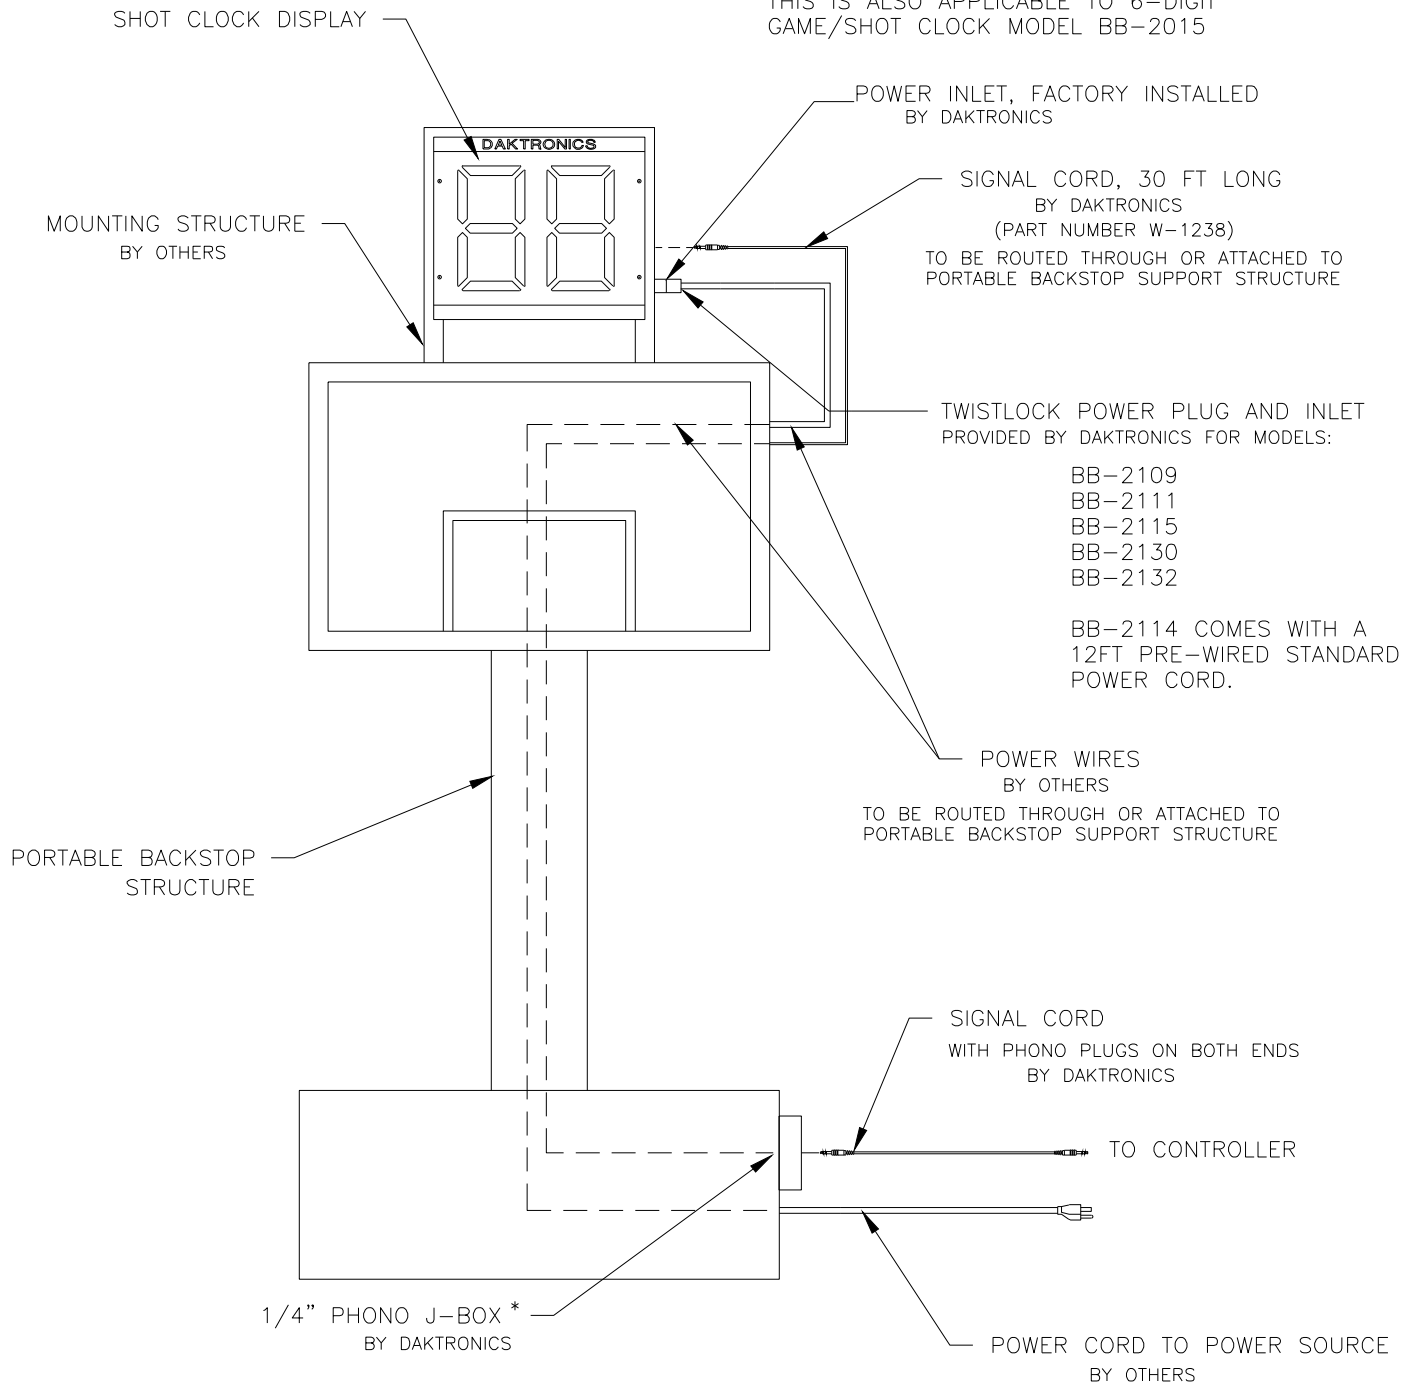 THIS IS ALSO APPLICABLE TO 6-DIGIT
GAME/SHOT CLOCK MODEL BB-2015
SHOT CLOCK DISPLAY
POWER INLET, FACTORY INSTALLED
BY DAKTRONICS
DAKTRONICS
SIGNAL CORD, 30 FT LONG
BY DAKTRONICS
(PART NUMBER W-1238)
TO BE ROUTED THROUGH OR ATTACHED TO
PORTABLE BACKSTOP SUPPORT STRUCTURE
MOUNTING STRUCTURE
BY OTHERS
88
TWISTLOCK POWER PLUG AND INLET
PROVIDED BY DAKTRONICS FOR MODELS:
BB-2109
BB-2111
BB-2115
BB-2130
BB-2132
BB-2114 COMES WITH A
12FT PRE-WIRED STANDARD
POWER CORD.
POWER WIRES
BY OTHERS
TO BE ROUTED THROUGH OR ATTACHED TO
PORTABLE BACKSTOP SUPPORT STRUCTURE
PORTABLE BACKSTOP
STRUCTURE
SIGNAL CORD
WITH PHONO PLUGS ON BOTH ENDS
BY DAKTRONICS
TO CONTROLLER
1/4" PHONO J-BOX *
BY DAKTRONICS
POWER CORD TO POWER SOURCE
BY OTHERS